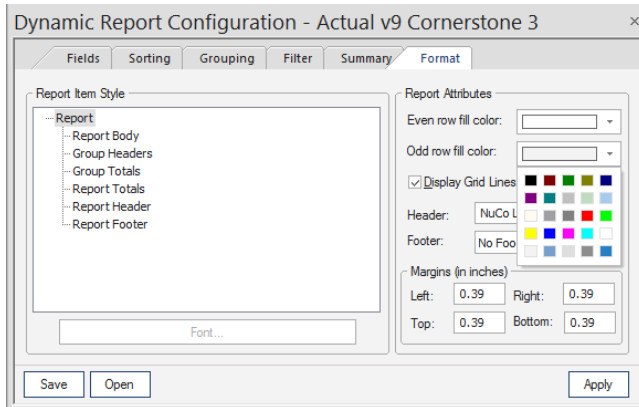 Dynamic Report Configuration - Actual v9 Cornerstone 3
Fields Sorting Grouping Filter Summary Format
Report Item Style
Report
Report Body
Group Headers
Group Totals
Report Totals
Report Header
Report Footer
Font...
Report Attributes
Even row fill color:
Odd row fill color:
Display Grid Lines
Header: NuCo L
Footer: No Foo
Margins (in inches)
Left: 0.39 Right: 0.39
Top: 0.39 Bottom: 0.39
Save Open Apply